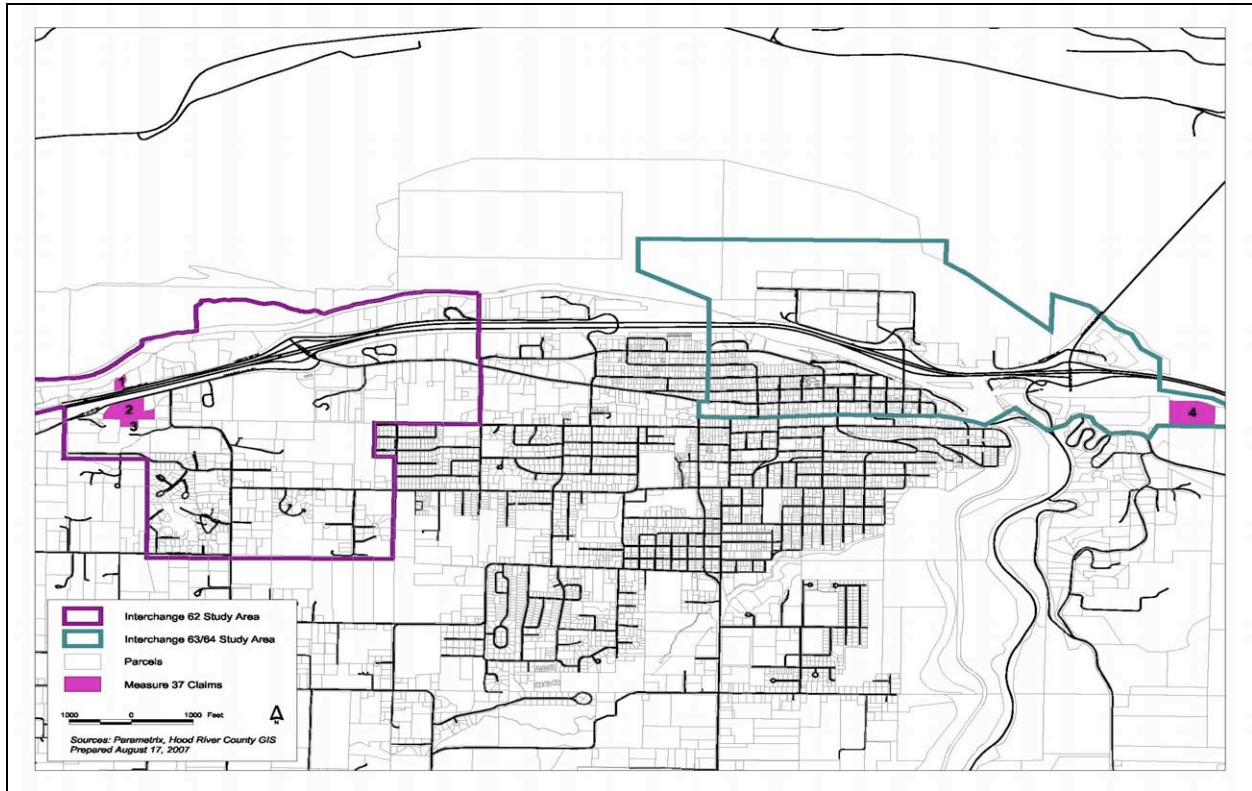 1
2
3
4
Interchange 62 Study Area
Interchange 63/64 Study Area
Parcels
Measure 37 Claims
1000 0 1000 Feet
N
Sources: Parametrix, Hood River County GIS
Prepared August 17, 2007